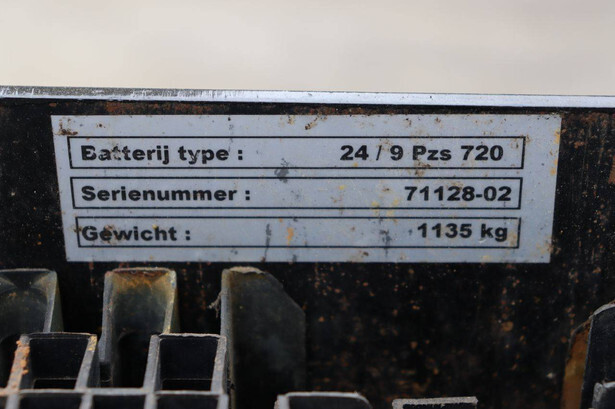 Batterij type : 24 / 9 Pzs 720
Serienummer : 71128-02
Gewicht : 1135 kg